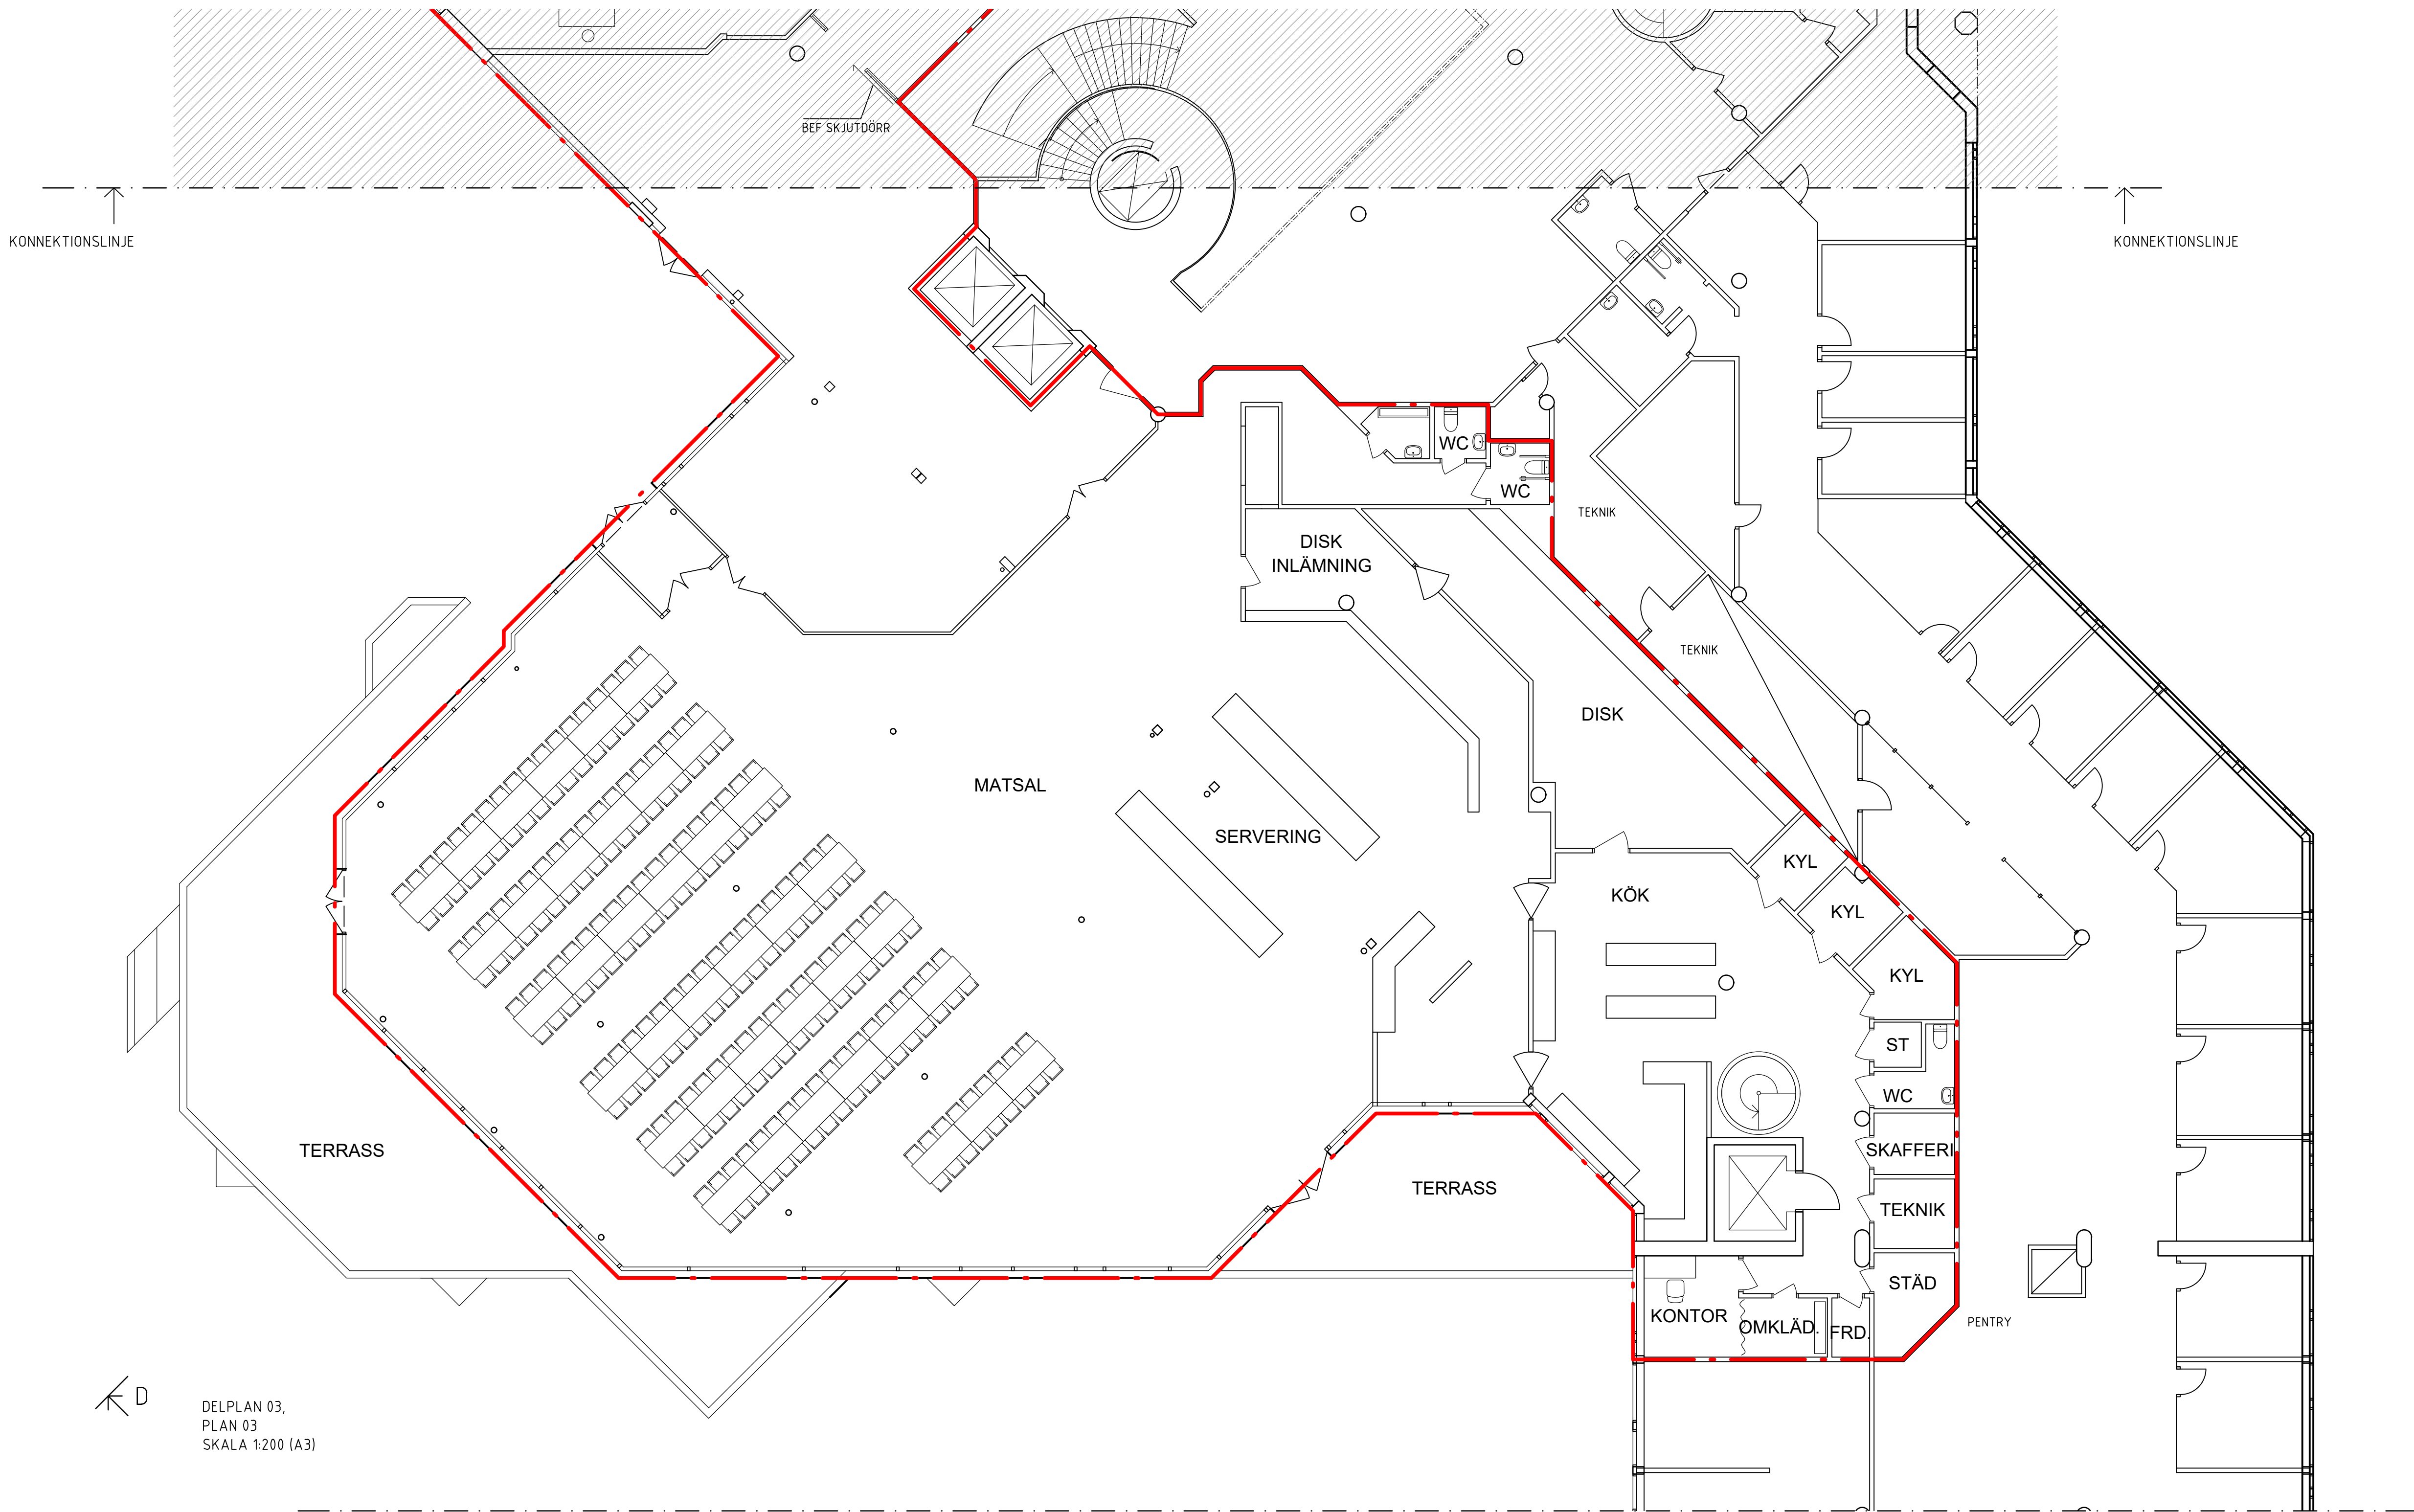 BEF SKJUTDÖRR
KONNEKTIONSLINJE
KONNEKTIONSLINJE
WC
WC
TEKNIK
DISK
INLÄMNING
TEKNIK
DISK
MATSAL
SERVERING
KYL
KÖK
KYL
KYL
ST
WC
TERRASS
SKAFFERI
TERRASS
TEKNIK
STÄD
KONTOR
OMKLÄD.
FRD.
PENTRY
D
DELPLAN 03,
PLAN 03
SKALA 1:200 (A3)